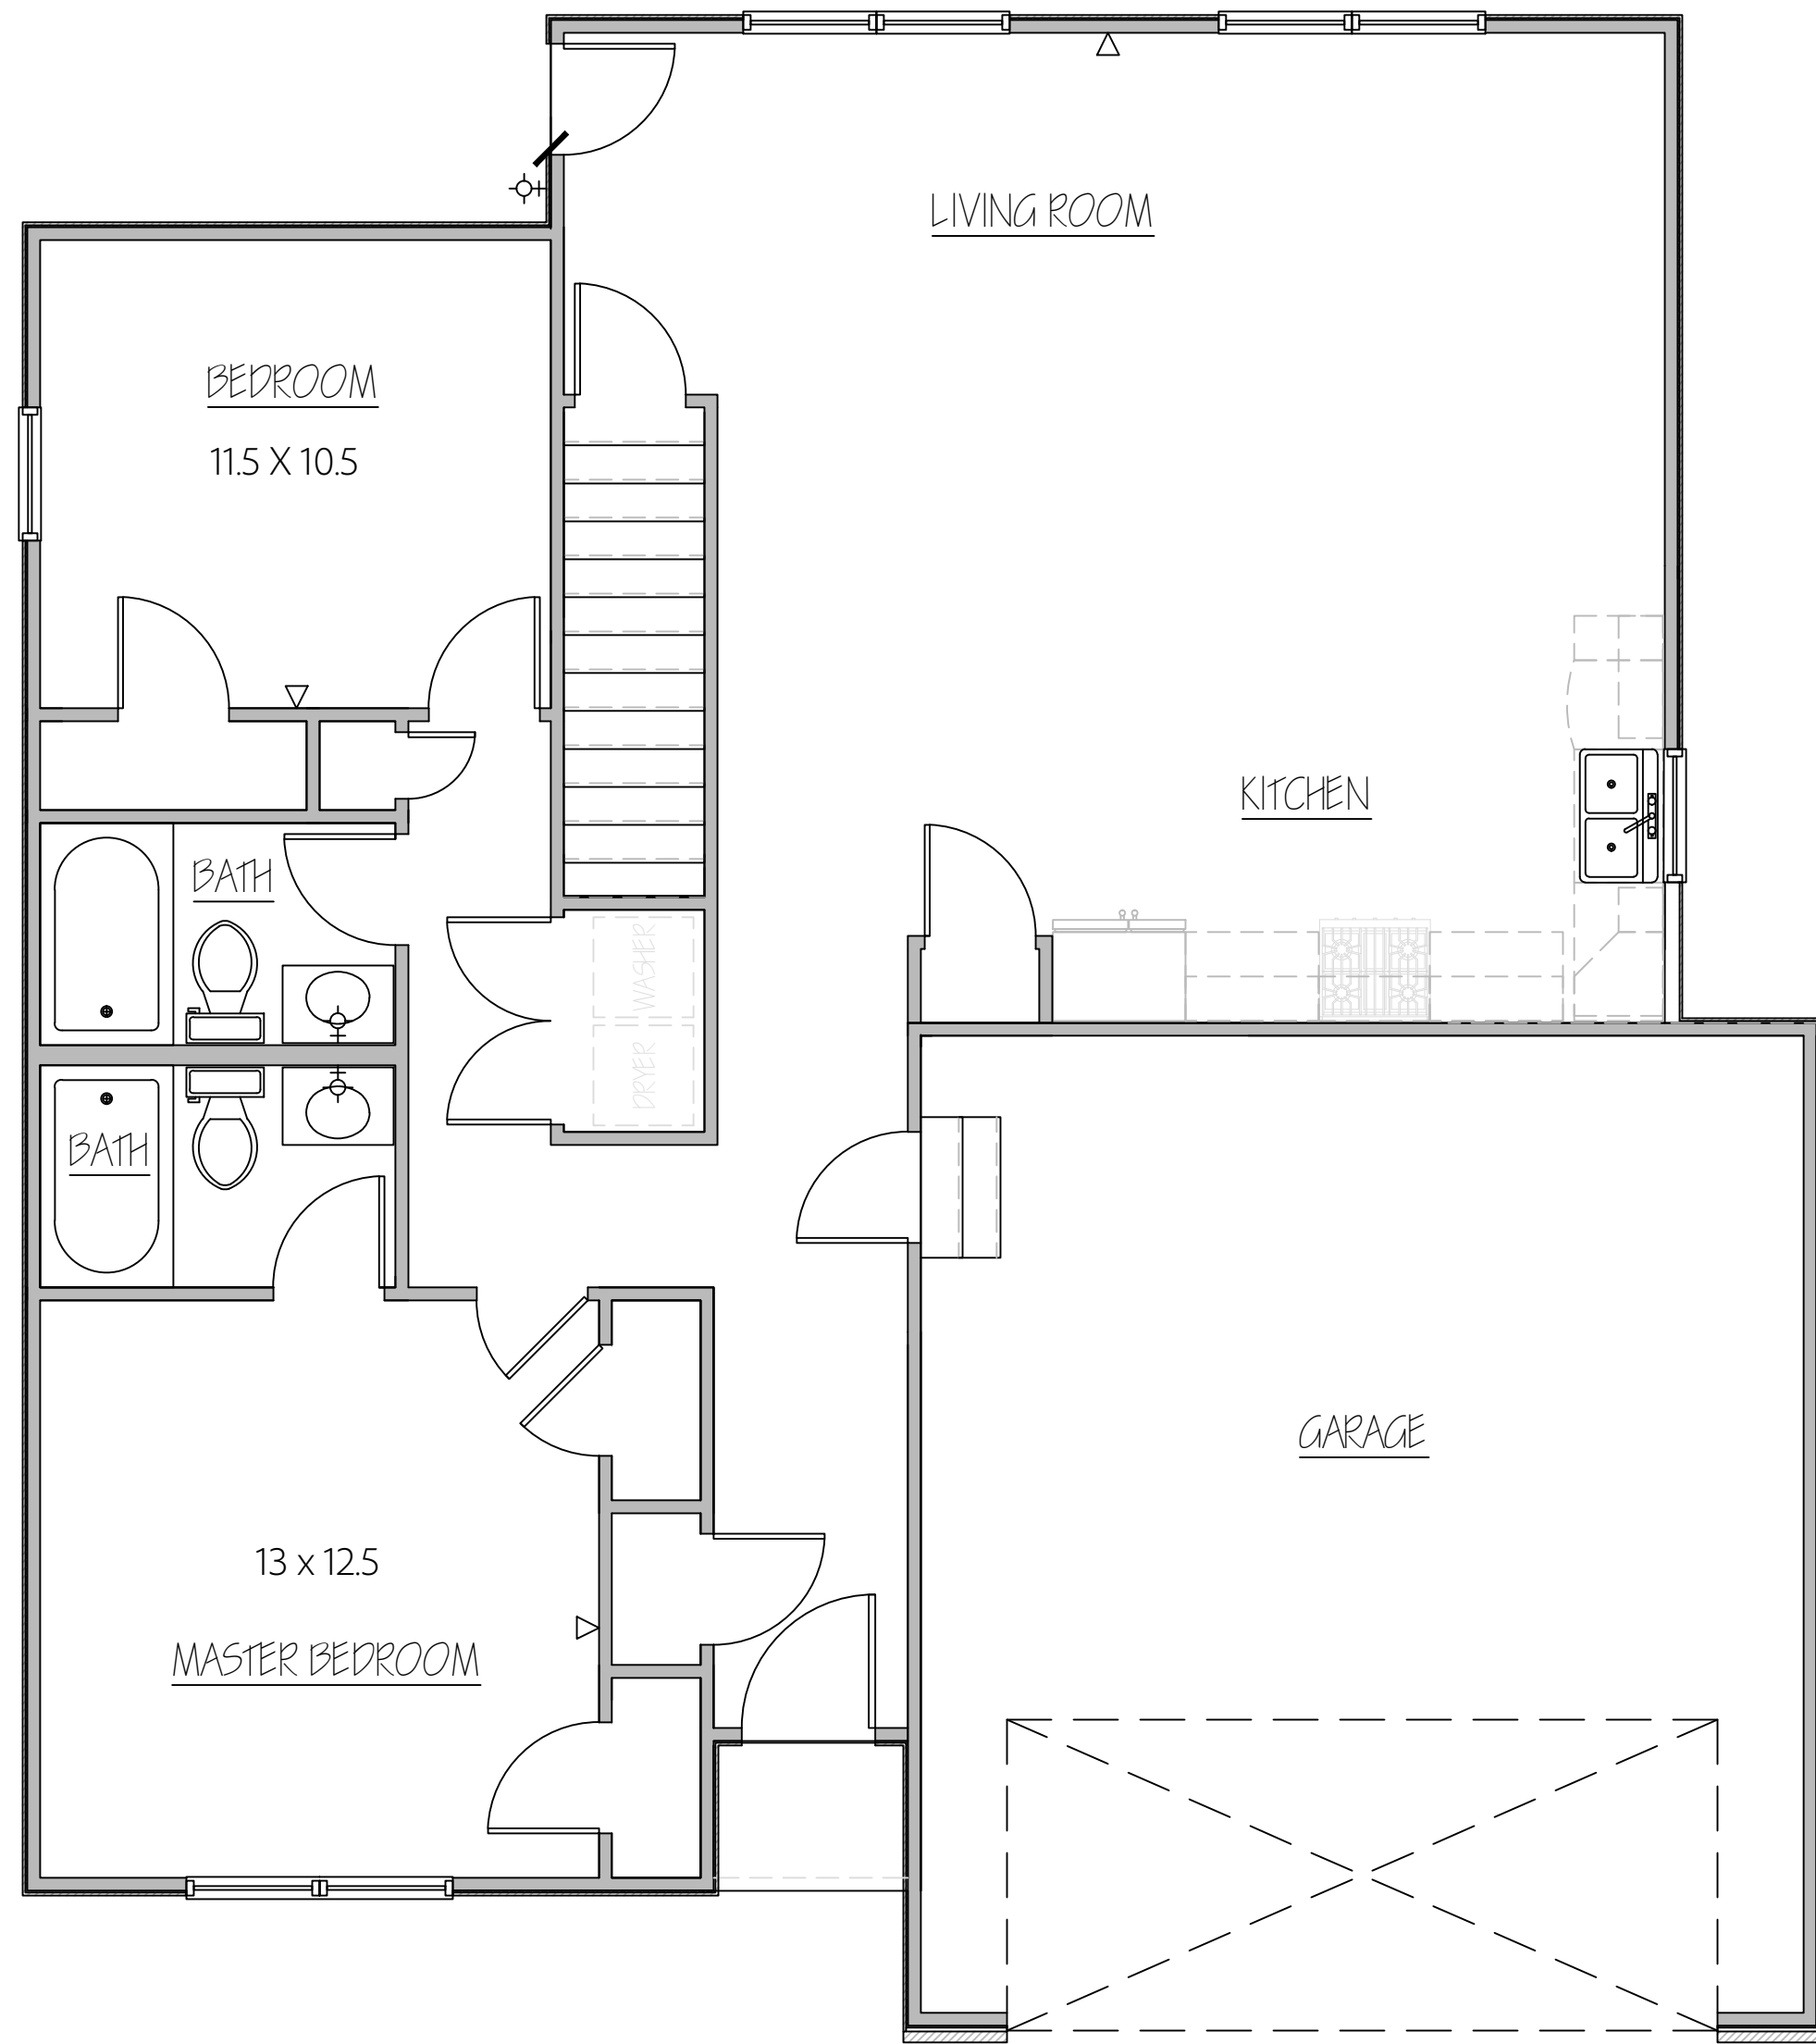 LIVING ROOM
BEDROOM
11.5 X 10.5
KITCHEN
BATH
WASHER
DRYER
BATH
GARAGE
13 x 12.5
MASTER BEDROOM